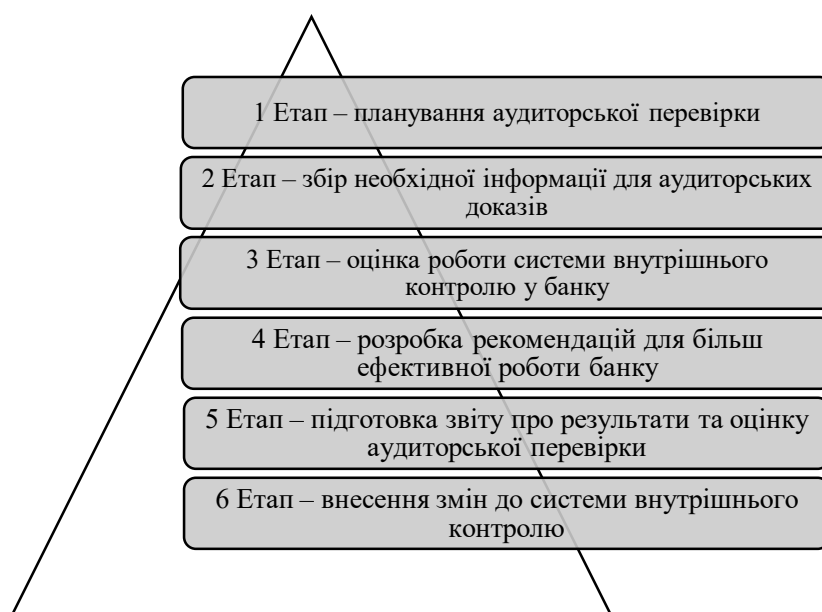 1 Етап – планування аудиторської перевірки
2 Етап – збір необхідної інформації для аудиторських
доказів
3 Етап – оцінка роботи системи внутрішнього
контролю у банку
4 Етап – розробка рекомендацій для більш
ефективної роботи банку
5 Етап – підготовка звіту про результати та оцінку
аудиторської перевірки
6 Етап – внесення змін до системи внутрішнього
контролю